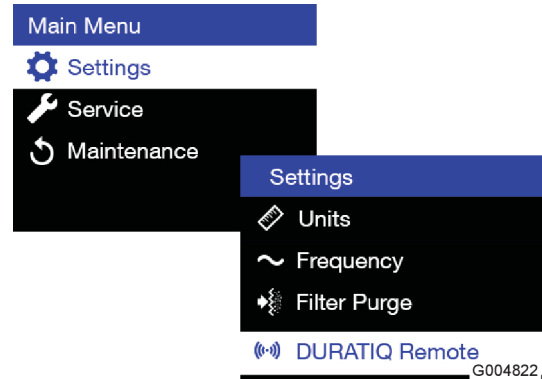 Main Menu
Settings
Service
Maintenance
Settings
Units
Frequency
Filter Purge
DURATIQ Remote
G004822